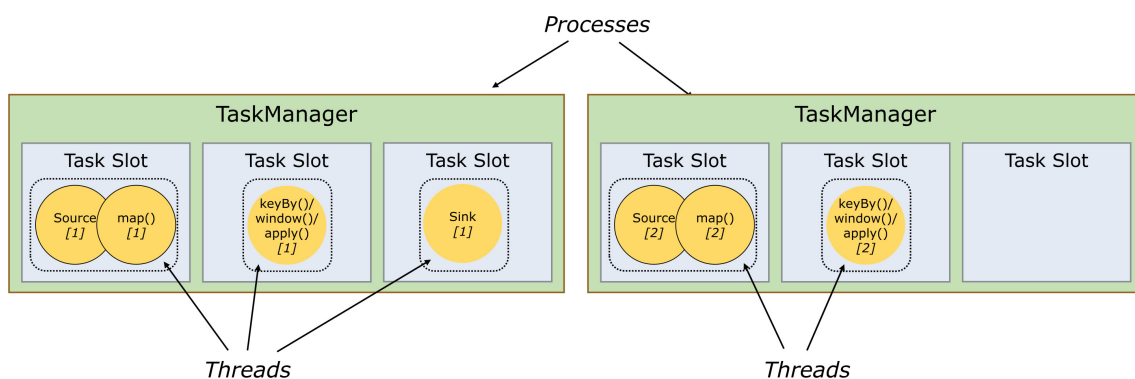 Processes
TaskManager
Task Slot
Source
[1]
map()
[1]
Task Slot
keyBy()/
window()/
apply()
[1]
Task Slot
Sink
[1]
TaskManager
Task Slot
Source
[2]
map()
[2]
Task Slot
keyBy()/
window()/
apply()
[2]
Task Slot
Threads
Threads